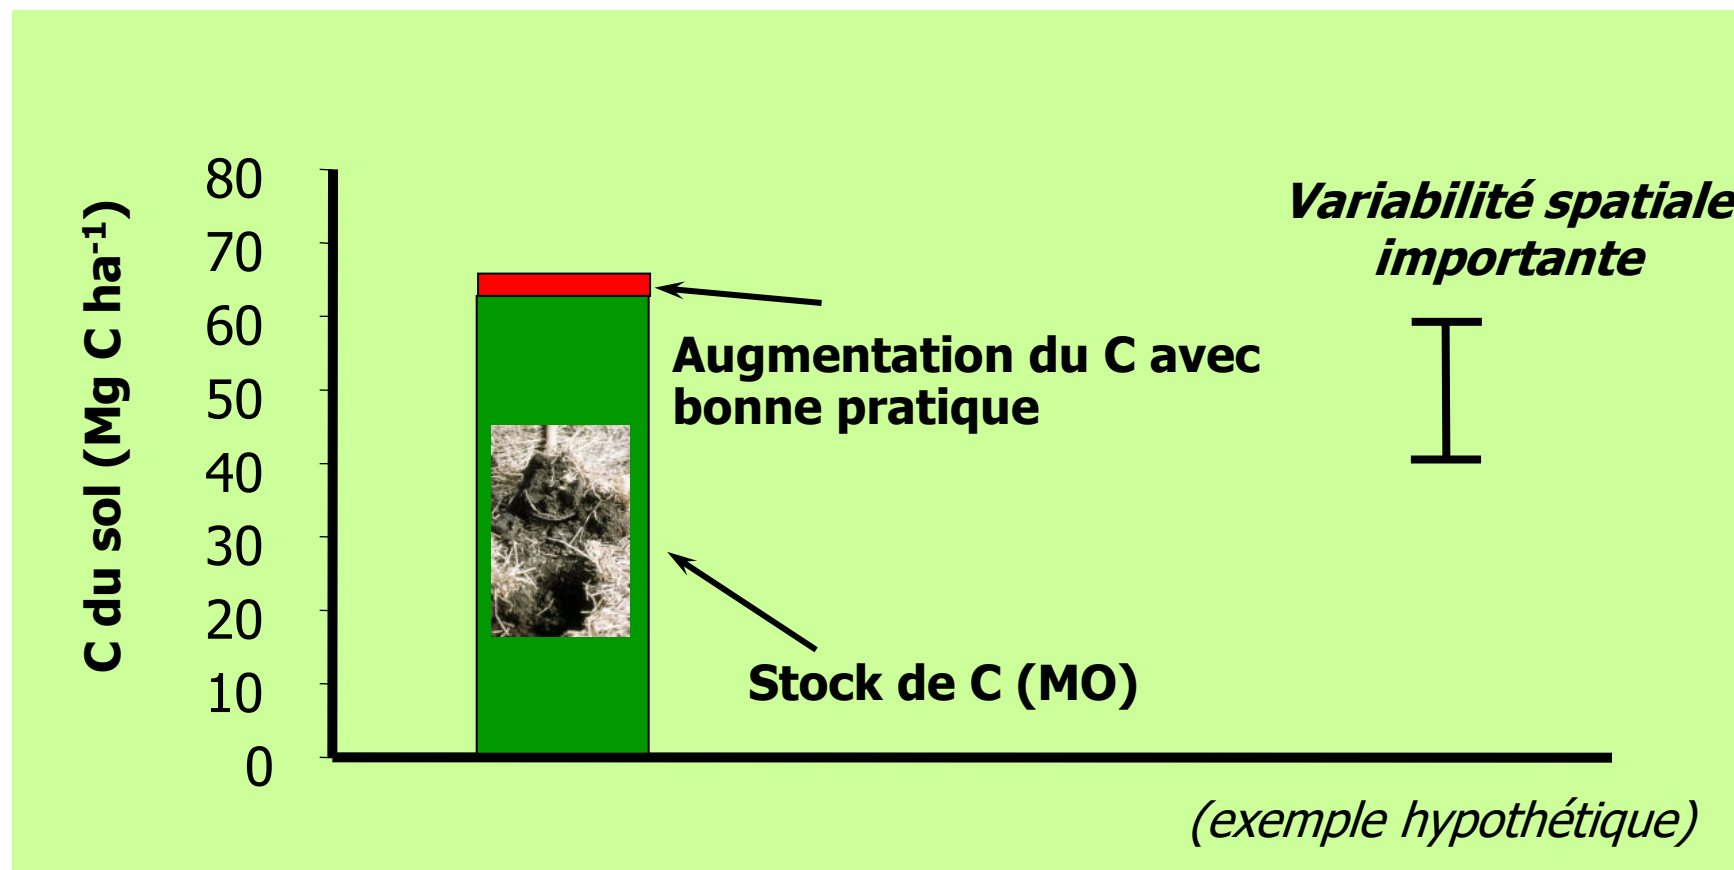 C du sol (Mg C ha⁻¹)
80
70
60
50
40
30
20
10
0
Variabilité spatiale
importante
Augmentation du C avec
bonne pratique
Stock de C (MO)
(exemple hypothétique)